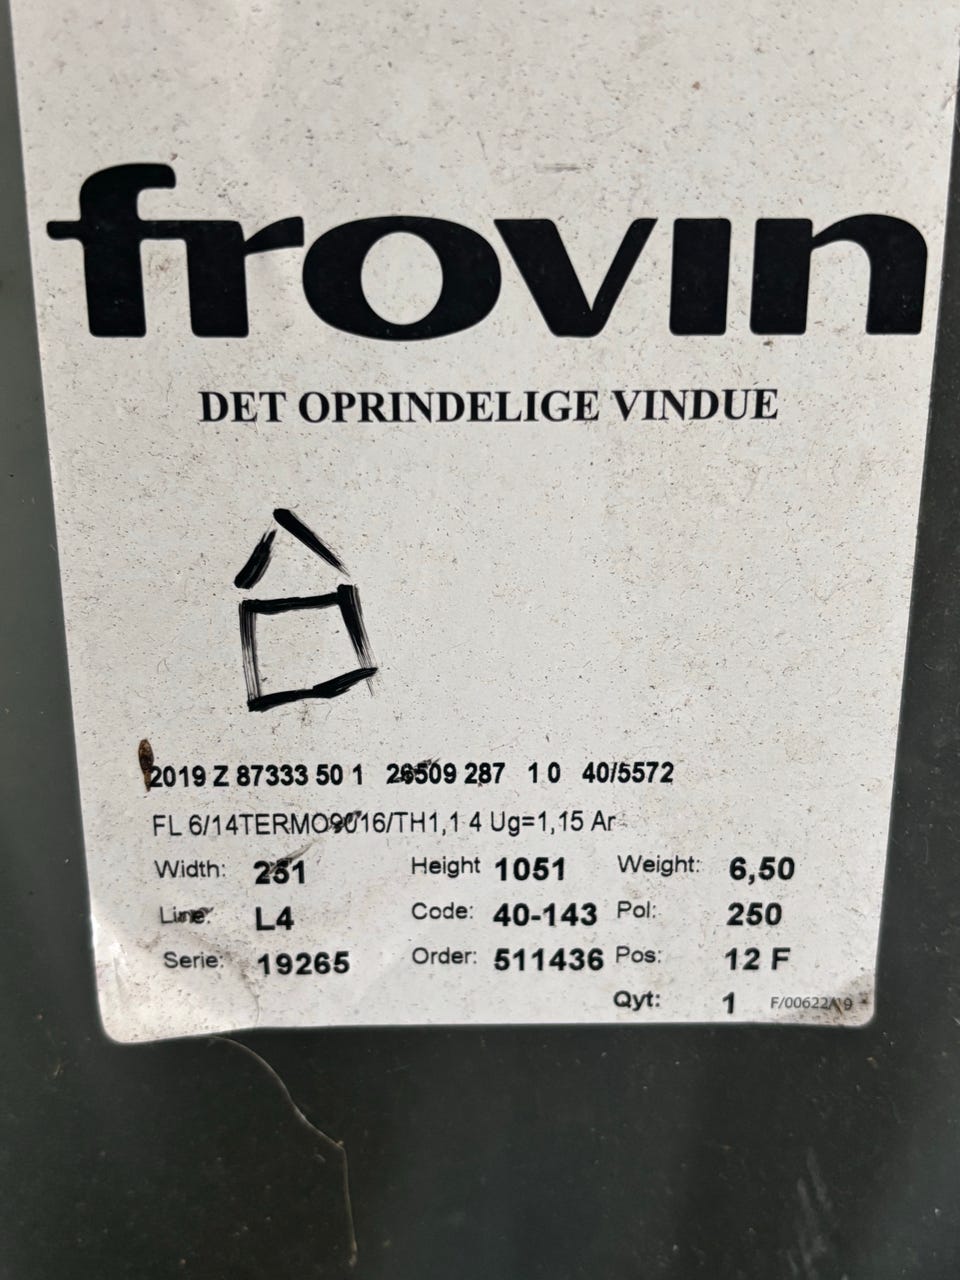 frovin
DET OPRINDELIGE VINDUE
2019 Z 87333 50 1 26509 287 1 0 40/5572
FL 6/14TERMO9016/TH1,1 4 Ug=1,15 Ar
Width: 251 Height 1051 Weight: 6,50
Line: L4 Code: 40-143 Pol: 250
Serie: 19265 Order: 511436 Pos: 12 F
Qyt: 1